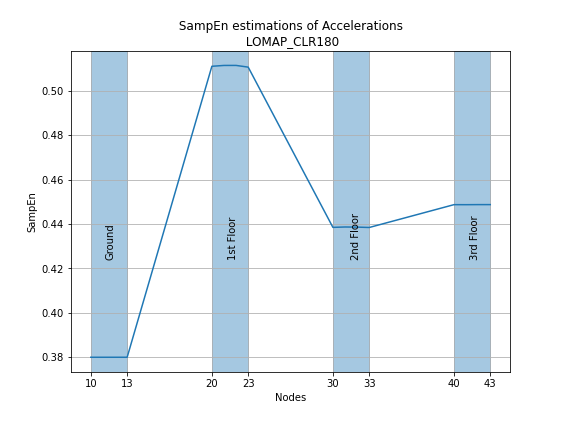 SampEn estimations of Accelerations
LOMAP_CLR180
SampEn
0.50
0.48
0.46
0.44
0.42
0.40
0.38
Ground
1st Floor
2nd Floor
3rd Floor
10 13 20 23 30 33 40 43
Nodes